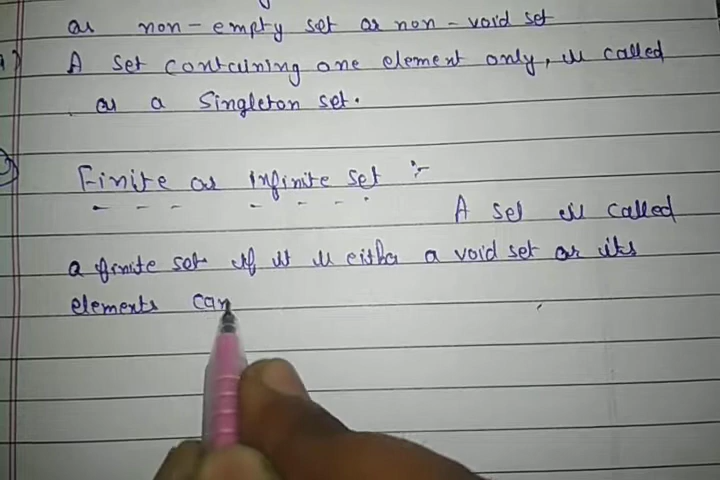 as non-empty set or non-void set
A set containing one element only, is called
as a Singleton set.
Finite or infinite set :-
A set is called
a finite set if it is either a void set or its
elements can